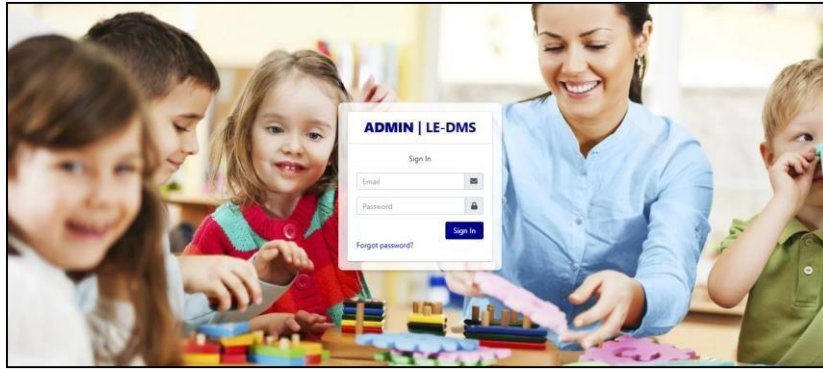 ADMIN | LE-DMS
Sign In
Email
Password
Sign In
Forgot password?